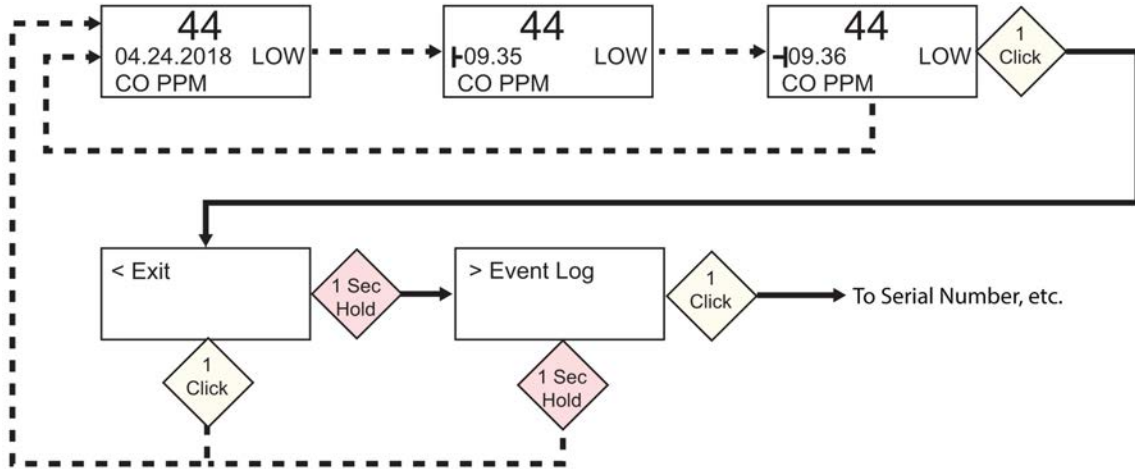 44
04.24.2018 LOW
CO PPM
44
09.35 LOW
CO PPM
44
09.36 LOW
CO PPM
1
Click
< Exit
1 Sec
Hold
> Event Log
1
Click
To Serial Number, etc.
1
Click
1 Sec
Hold